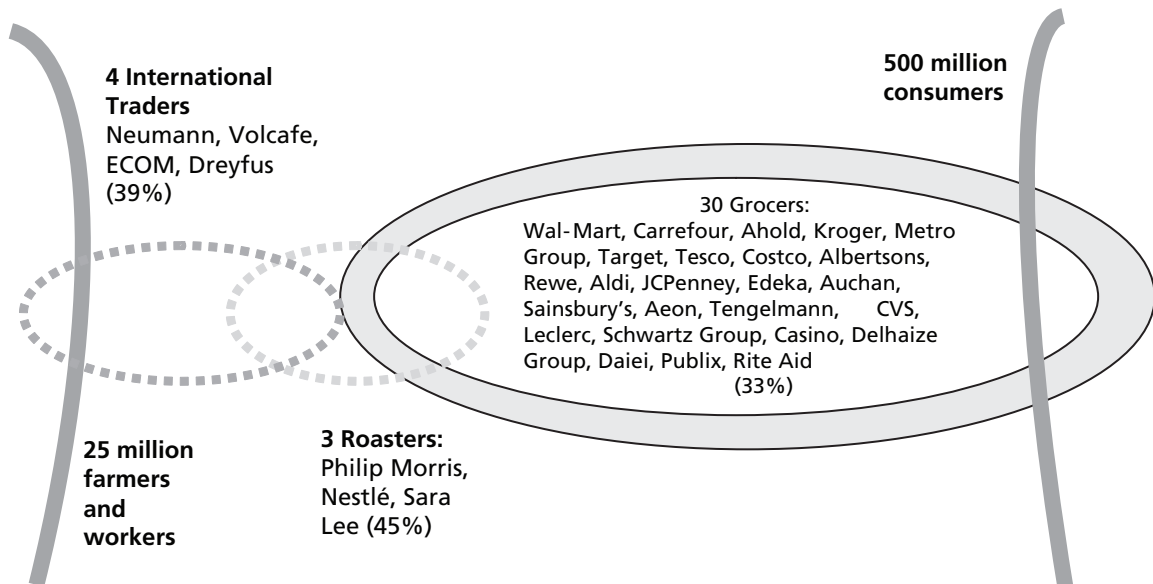 4 International
Traders
Neumann, Volcafe,
ECOM, Dreyfus
(39%)
500 million
consumers
30 Grocers:
Wal-Mart, Carrefour, Ahold, Kroger, Metro
Group, Target, Tesco, Costco, Albertsons,
Rewe, Aldi, JCPenney, Edeka, Auchan,
Sainsbury's, Aeon, Tengelmann, CVS,
Leclerc, Schwartz Group, Casino, Delhaize
Group, Daiei, Publix, Rite Aid
(33%)
25 million
farmers
and
workers
3 Roasters:
Philip Morris,
Nestlé, Sara
Lee (45%)